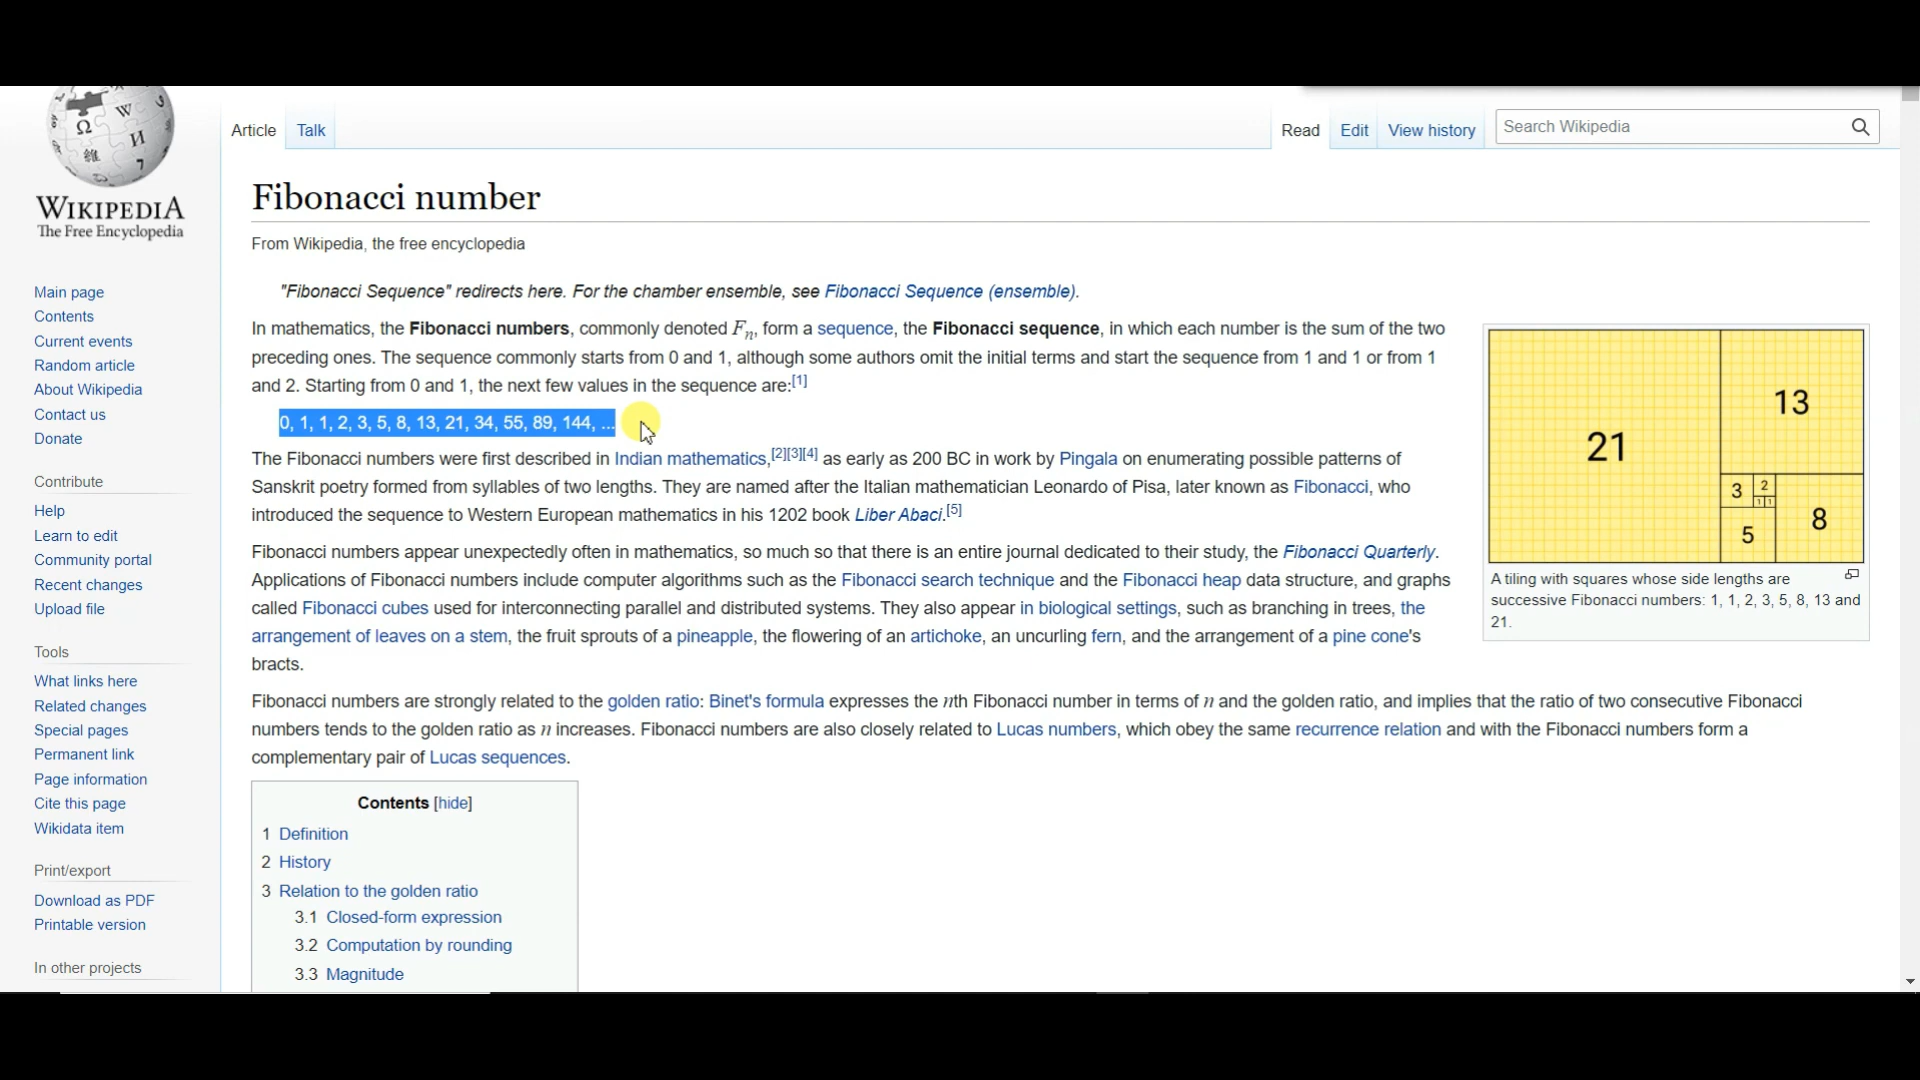 Ω W И 維 7
WIKIPEDIA
The Free Encyclopedia
Main page
Contents
Current events
Random article
About Wikipedia
Contact us
Donate
Contribute
Help
Learn to edit
Community portal
Recent changes
Upload file
Tools
What links here
Related changes
Special pages
Permanent link
Page information
Cite this page
Wikidata item
Print/export
Download as PDF
Printable version
In other projects
Article Talk
Read Edit View history Search Wikipedia
Fibonacci number
From Wikipedia, the free encyclopedia
"Fibonacci Sequence" redirects here. For the chamber ensemble, see Fibonacci Sequence (ensemble).
In mathematics, the Fibonacci numbers, commonly denoted Fn, form a sequence, the Fibonacci sequence, in which each number is the sum of the two
preceding ones. The sequence commonly starts from 0 and 1, although some authors omit the initial terms and start the sequence from 1 and 1 or from 1
and 2. Starting from 0 and 1, the next few values in the sequence are:[1]
0, 1, 1, 2, 3, 5, 8, 13, 21, 34, 55, 89, 144, ...
The Fibonacci numbers were first described in Indian mathematics,[2][3][4] as early as 200 BC in work by Pingala on enumerating possible patterns of
Sanskrit poetry formed from syllables of two lengths. They are named after the Italian mathematician Leonardo of Pisa, later known as Fibonacci, who
introduced the sequence to Western European mathematics in his 1202 book Liber Abaci.[5]
Fibonacci numbers appear unexpectedly often in mathematics, so much so that there is an entire journal dedicated to their study, the Fibonacci Quarterly.
Applications of Fibonacci numbers include computer algorithms such as the Fibonacci search technique and the Fibonacci heap data structure, and graphs
called Fibonacci cubes used for interconnecting parallel and distributed systems. They also appear in biological settings, such as branching in trees, the
arrangement of leaves on a stem, the fruit sprouts of a pineapple, the flowering of an artichoke, an uncurling fern, and the arrangement of a pine cone's
bracts.
Fibonacci numbers are strongly related to the golden ratio: Binet's formula expresses the nth Fibonacci number in terms of n and the golden ratio, and implies that the ratio of two consecutive Fibonacci
numbers tends to the golden ratio as n increases. Fibonacci numbers are also closely related to Lucas numbers, which obey the same recurrence relation and with the Fibonacci numbers form a
complementary pair of Lucas sequences.
21
13
3 2
1 1
5
8
A tiling with squares whose side lengths are
successive Fibonacci numbers: 1, 1, 2, 3, 5, 8, 13 and
21.
Contents [hide]
1 Definition
2 History
3 Relation to the golden ratio
3.1 Closed-form expression
3.2 Computation by rounding
3.3 Magnitude